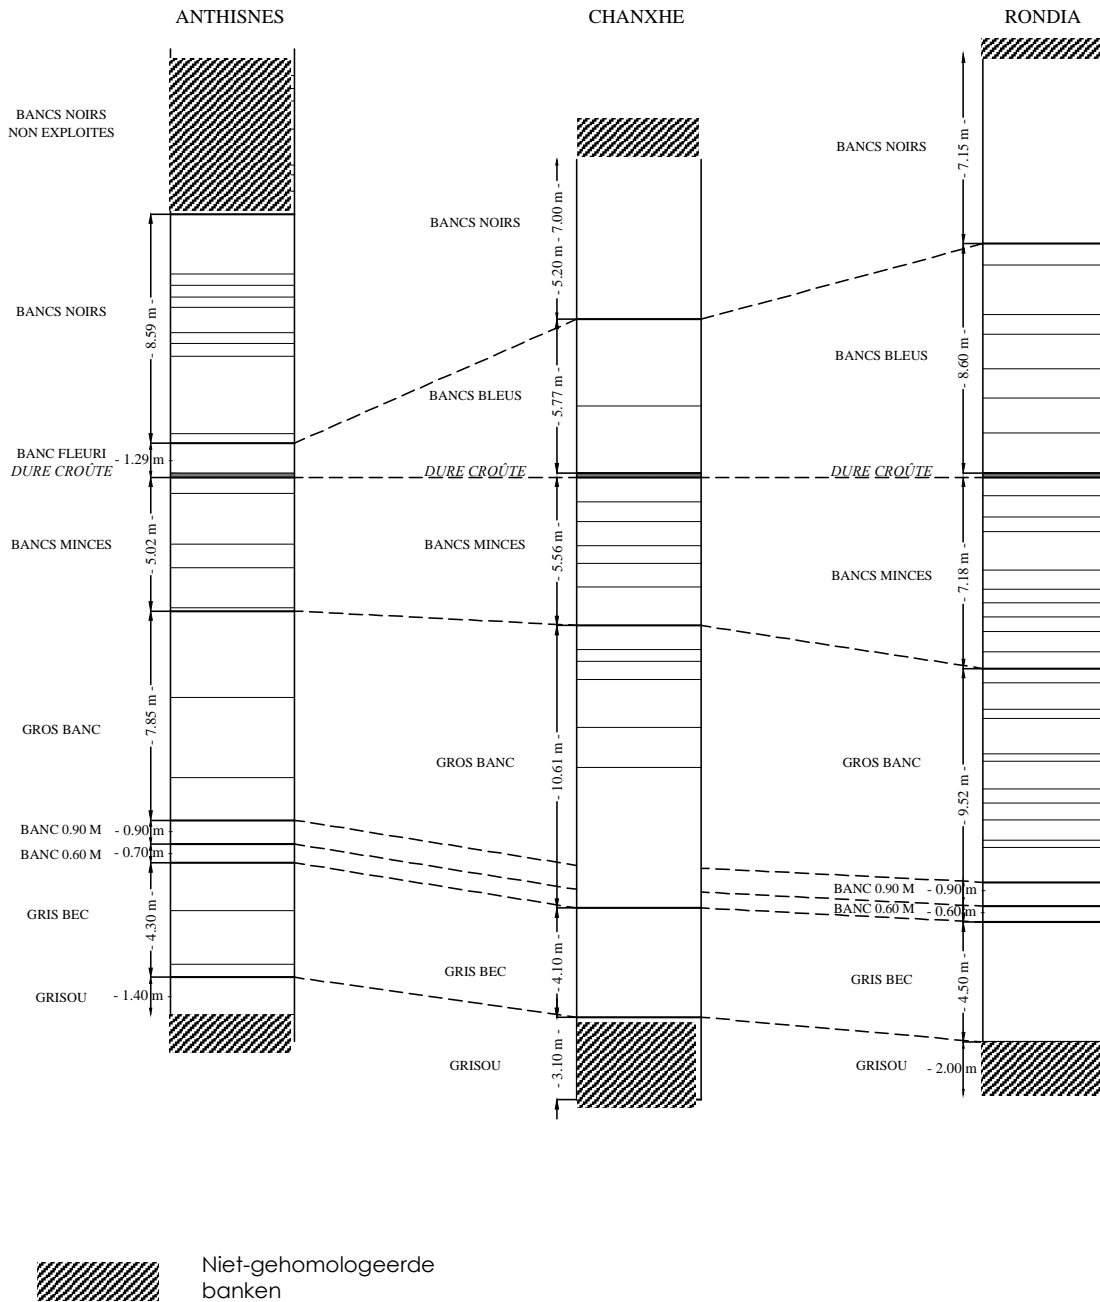 ANTHISNES
BANCS NOIRS
NON EXPLOITES
BANCS NOIRS
- 8.59 m -
BANC FLEURI
- 1.29 m -
DURE CROÛTE
BANCS MINCES
- 5.02 m -
GROS BANC
- 7.85 m -
BANC 0.90 M
- 0.90 m -
BANC 0.60 M
- 0.70 m -
GRIS BEC
- 4.30 m -
GRISOU
- 1.40 m -
CHANXHE
BANCS NOIRS
- 5.20 m - 7.00 m -
BANCS BLEUS
- 5.77 m -
DURE CROÛTE
BANCS MINCES
- 5.56 m -
GROS BANC
- 10.61 m -
GRIS BEC
- 4.10 m -
GRISOU
- 3.10 m -
RONDIA
BANCS NOIRS
- 7.15 m -
BANCS BLEUS
- 8.60 m -
DURE CROÛTE
BANCS MINCES
- 7.18 m -
GROS BANC
- 9.52 m -
BANC 0.90 M
- 0.90 m -
BANC 0.60 M
- 0.60 m -
GRIS BEC
- 4.50 m -
GRISOU
- 2.00 m -
Niet-gehomologeerde
banken